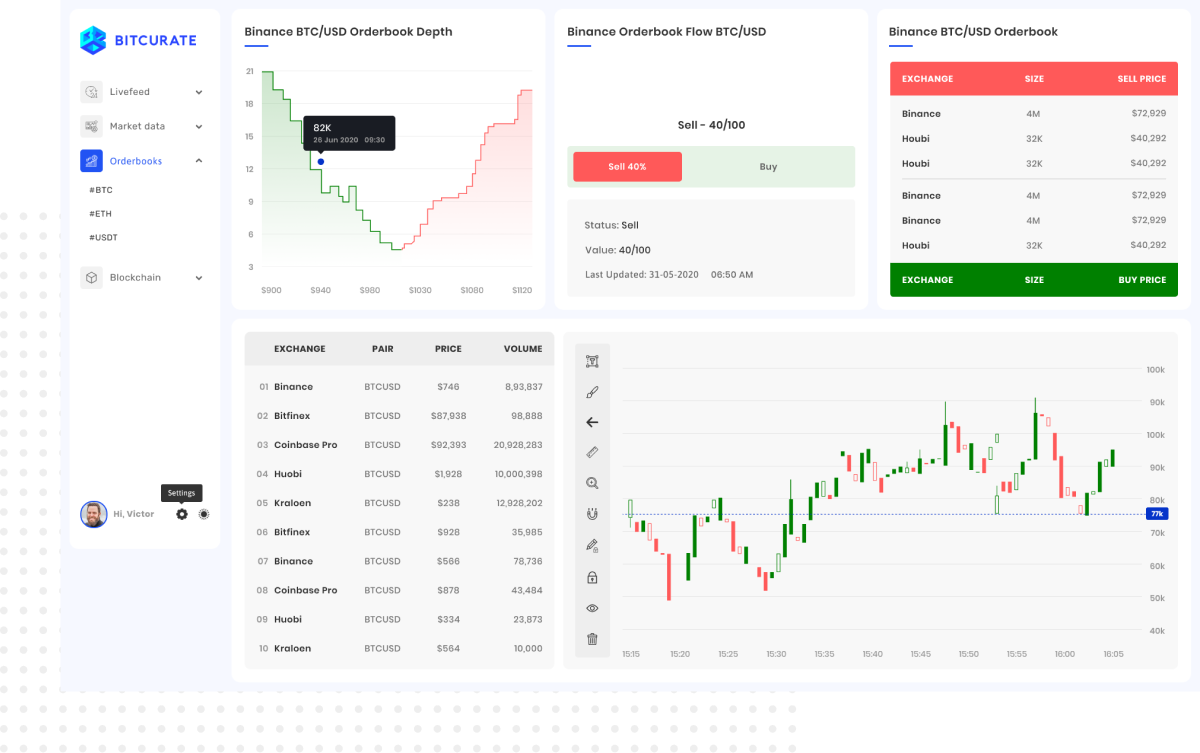 BITCURATE
Livefeed
Market data
Orderbooks
#BTC
#ETH
#USDT
Blockchain
Settings
Hi, Victor
Binance BTC/USD Orderbook Depth
21
18
15
12
9
6
3
82K
26 Jun 2020 09:30
$900 $940 $980 $1030 $1080 $1120
Binance Orderbook Flow BTC/USD
Sell - 40/100
Sell 40% Buy
Status: Sell
Value: 40/100
Last Updated: 31-05-2020 06:50 AM
Binance BTC/USD Orderbook
EXCHANGE SIZE SELL PRICE
Binance 4M $72,929
Houbi 32K $40,292
Houbi 32K $40,292
Binance 4M $72,929
Binance 4M $72,929
Houbi 32K $40,292
EXCHANGE SIZE BUY PRICE
EXCHANGE PAIR PRICE VOLUME
01 Binance BTCUSD $746 8,93,837
02 Bitfinex BTCUSD $87,938 98,888
03 Coinbase Pro BTCUSD $92,393 20,928,283
04 Huobi BTCUSD $1,928 10,000,398
05 Kraloen BTCUSD $238 12,928,202
06 Bitfinex BTCUSD $928 35,985
07 Binance BTCUSD $566 78,736
08 Coinbase Pro BTCUSD $878 43,484
09 Huobi BTCUSD $334 23,873
10 Kraloen BTCUSD $564 10,000
100k
90k
100k
90k
80k
77k
70k
60k
50k
40k
15:15 15:20 15:25 15:30 15:35 15:40 15:45 15:50 15:55 16:00 16:05